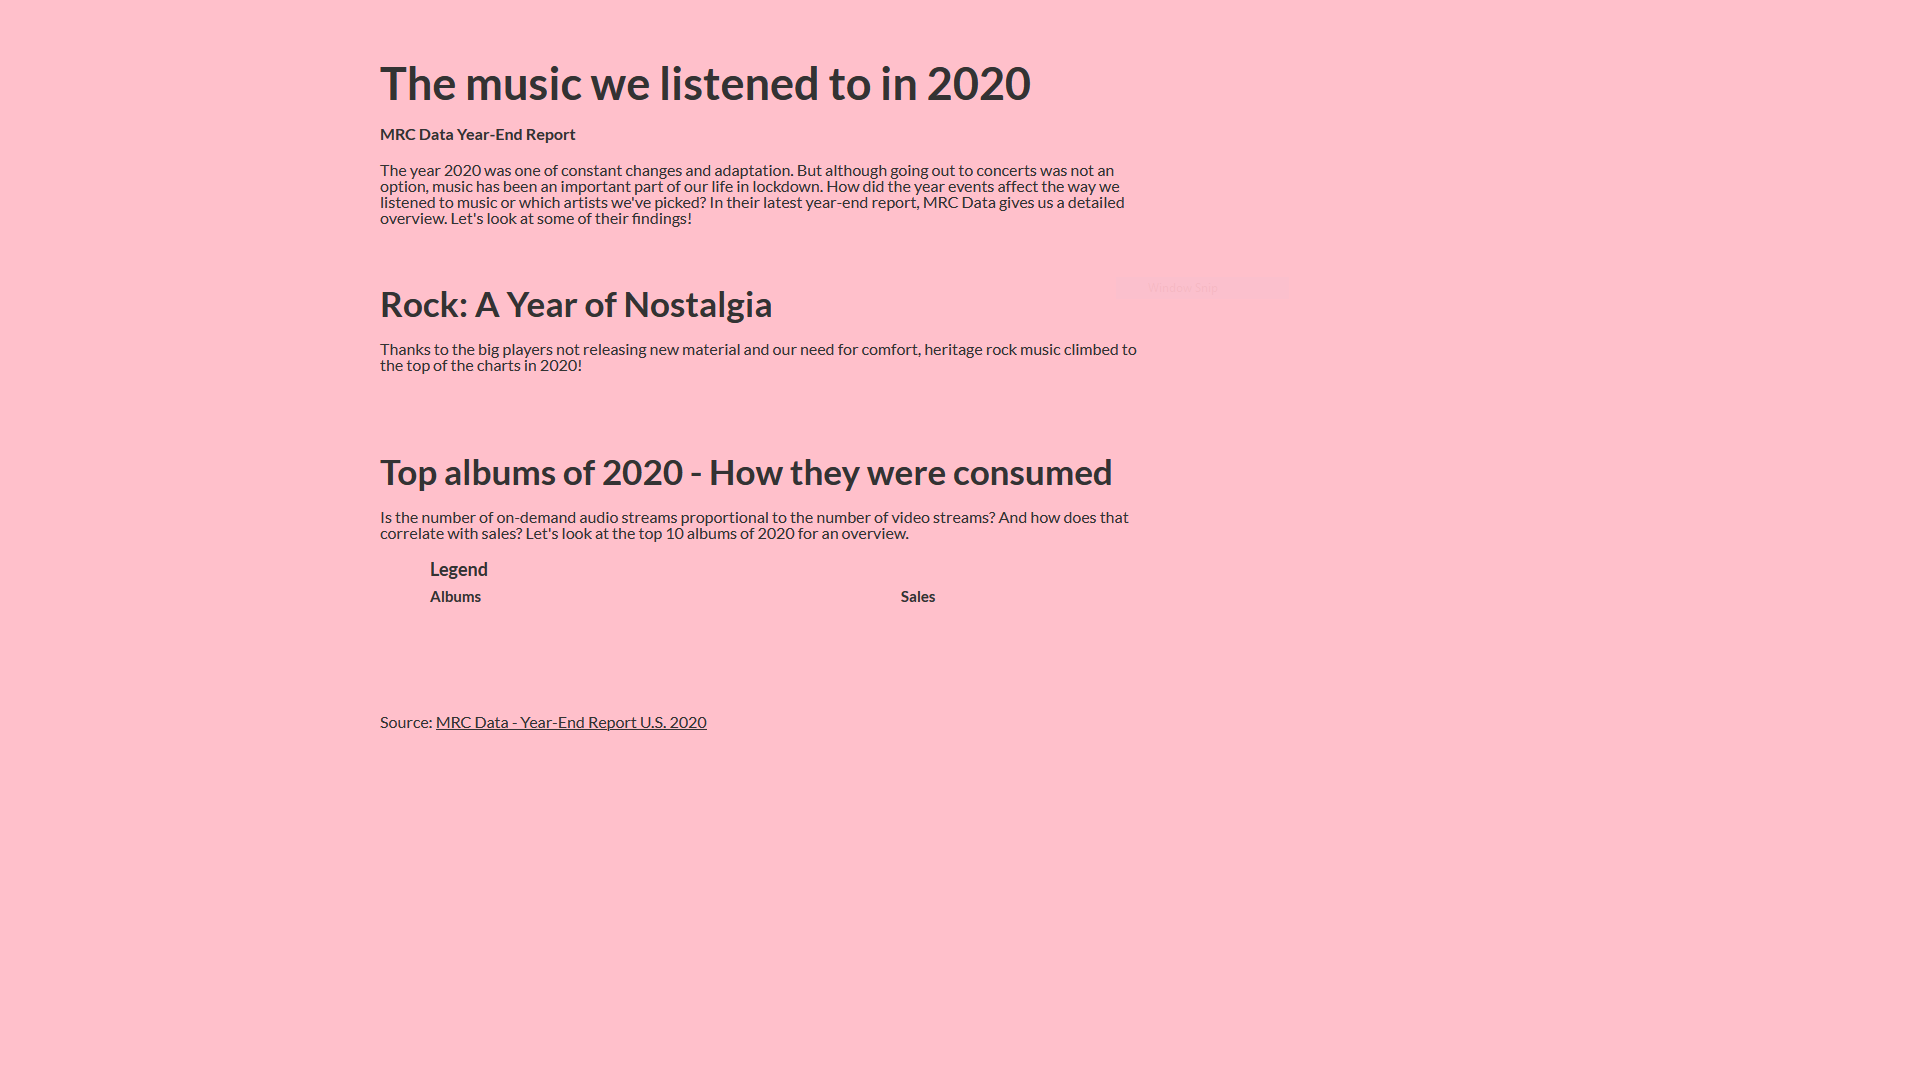 The music we listened to in 2020
MRC Data Year-End Report
The year 2020 was one of constant changes and adaptation. But although going out to concerts was not an
option, music has been an important part of our life in lockdown. How did the year events affect the way we
listened to music or which artists we've picked? In their latest year-end report, MRC Data gives us a detailed
overview. Let's look at some of their findings!
Rock: A Year of Nostalgia
Thanks to the big players not releasing new material and our need for comfort, heritage rock music climbed to
the top of the charts in 2020!
Top albums of 2020 - How they were consumed
Is the number of on-demand audio streams proportional to the number of video streams? And how does that
correlate with sales? Let's look at the top 10 albums of 2020 for an overview.
Legend
Albums
Sales
Source: MRC Data - Year-End Report U.S. 2020